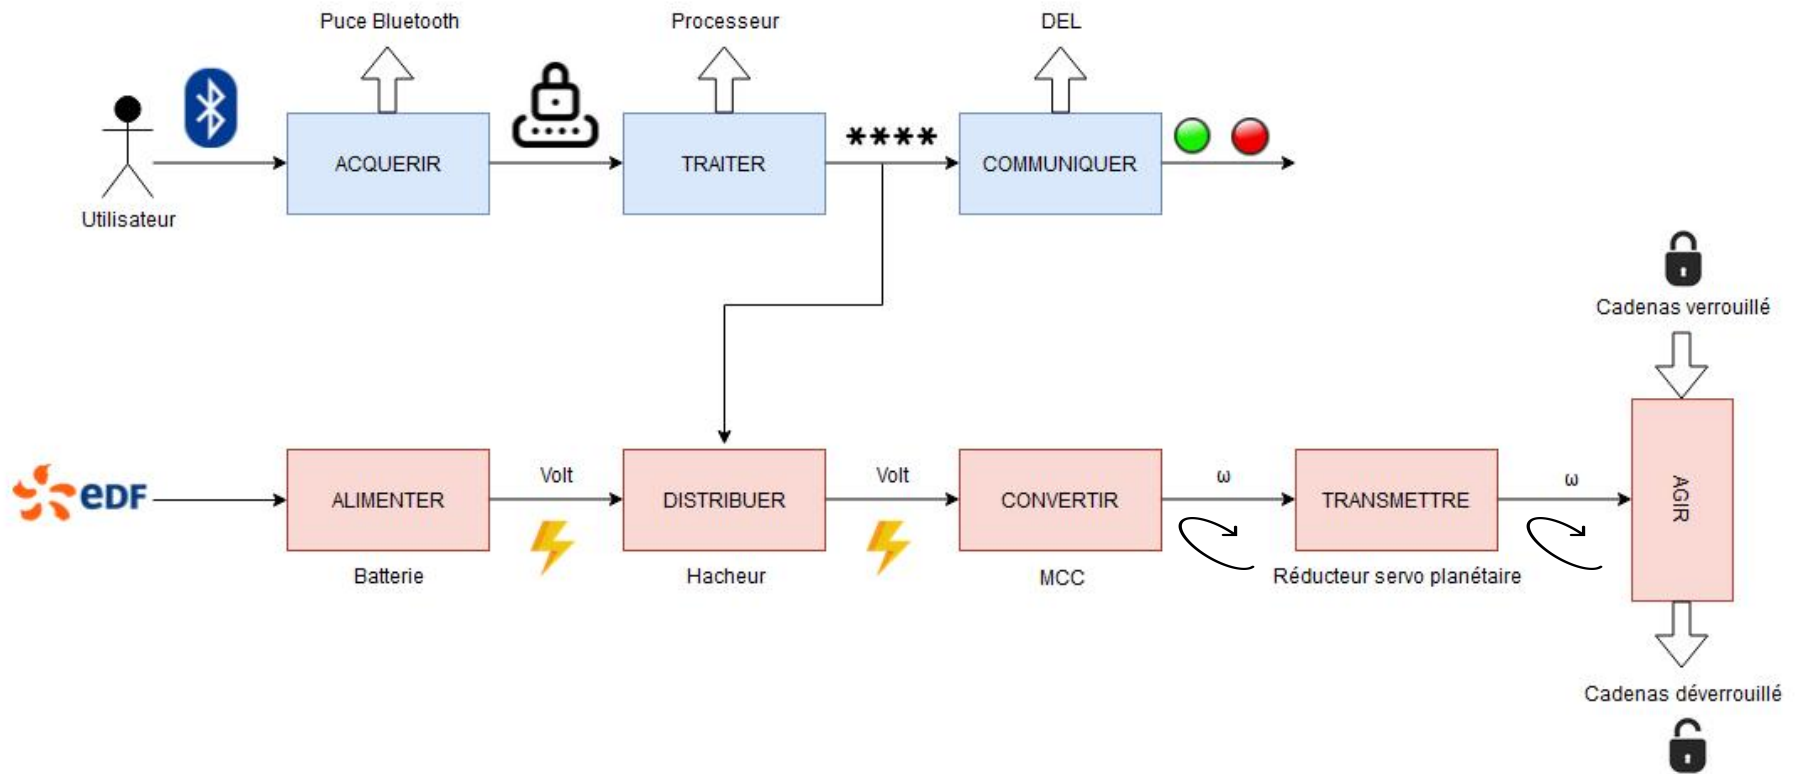 Puce Bluetooth
Processeur
DEL
ACQUERIR
TRAITER
****
COMMUNIQUER
Utilisateur
Cadenas verrouillé
eDF
ALIMENTER
Volt
DISTRIBUER
Volt
CONVERTIR
ω
TRANSMETTRE
ω
AGIR
Batterie
Hacheur
MCC
Réducteur servo planétaire
Cadenas déverrouillé